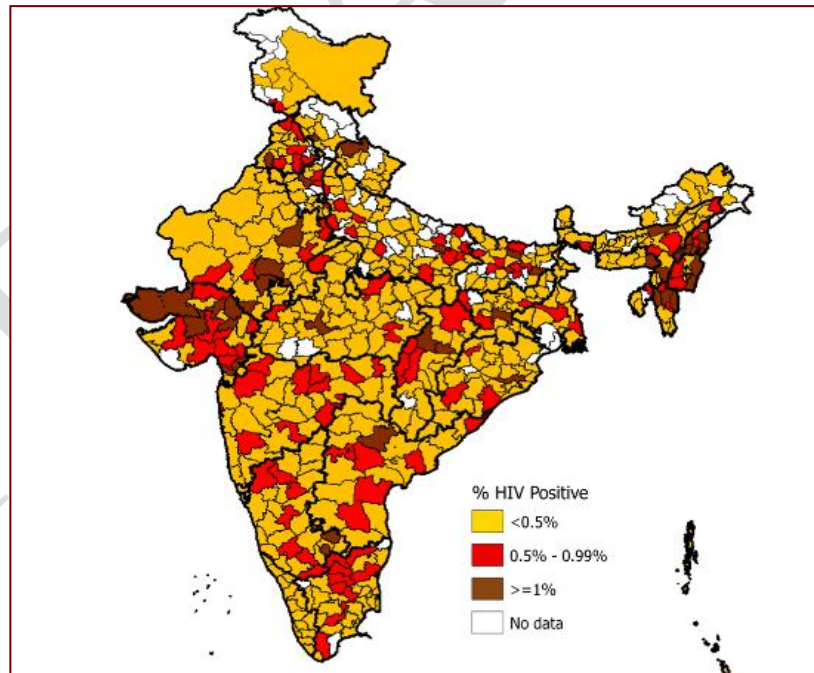 % HIV Positive
<0.5%
0.5% - 0.99%
>=1%
No data